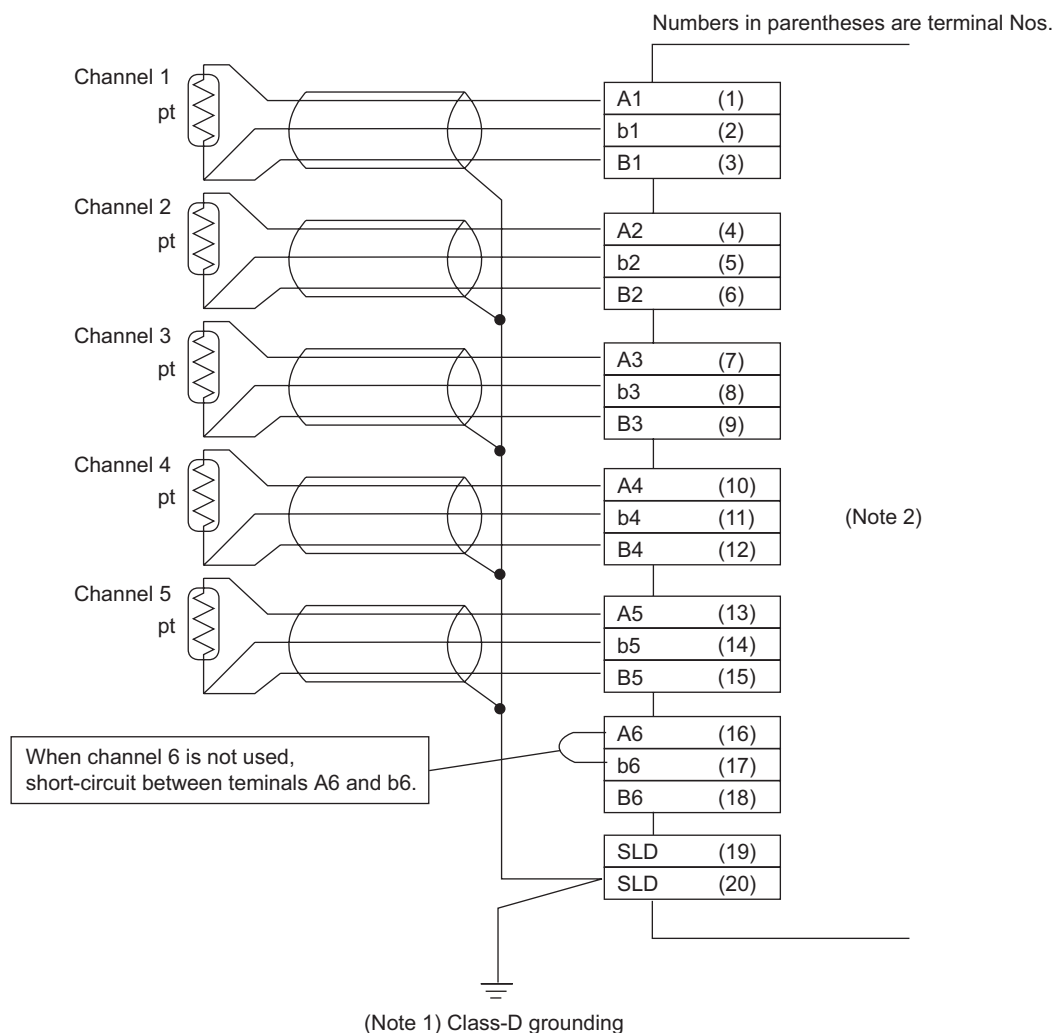 Numbers in parentheses are terminal Nos.
Channel 1
pt
A1 (1)
b1 (2)
B1 (3)
Channel 2
pt
A2 (4)
b2 (5)
B2 (6)
Channel 3
pt
A3 (7)
b3 (8)
B3 (9)
Channel 4
pt
A4 (10)
b4 (11)
B4 (12)
(Note 2)
Channel 5
pt
A5 (13)
b5 (14)
B5 (15)
When channel 6 is not used,
short-circuit between teminals A6 and b6.
A6 (16)
b6 (17)
B6 (18)
SLD (19)
SLD (20)
(Note 1) Class-D grounding